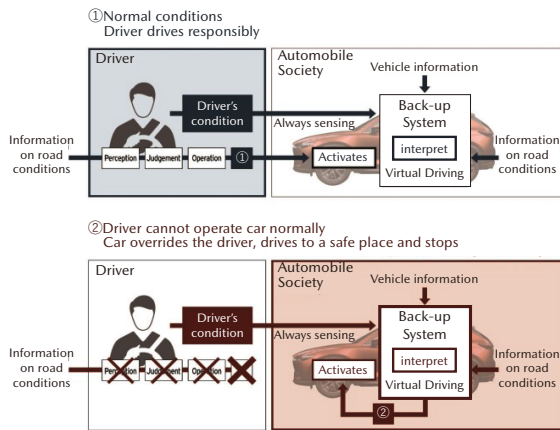 ①Normal conditions
Driver drives responsibly
Driver
Automobile
Society
Vehicle information
Driver's
condition
Always sensing
Back-up
System
interpret
Virtual Driving
Information
on road
conditions
Perception
Judgement
Operation
①
Activates
Information
on road
conditions
②Driver cannot operate car normally
Car overrides the driver, drives to a safe place and stops
Driver
Automobile
Society
Vehicle information
Driver's
condition
Always sensing
Back-up
System
interpret
Virtual Driving
Information
on road
conditions
Perception
Judgement
Operation
Activates
②
Information
on road
conditions